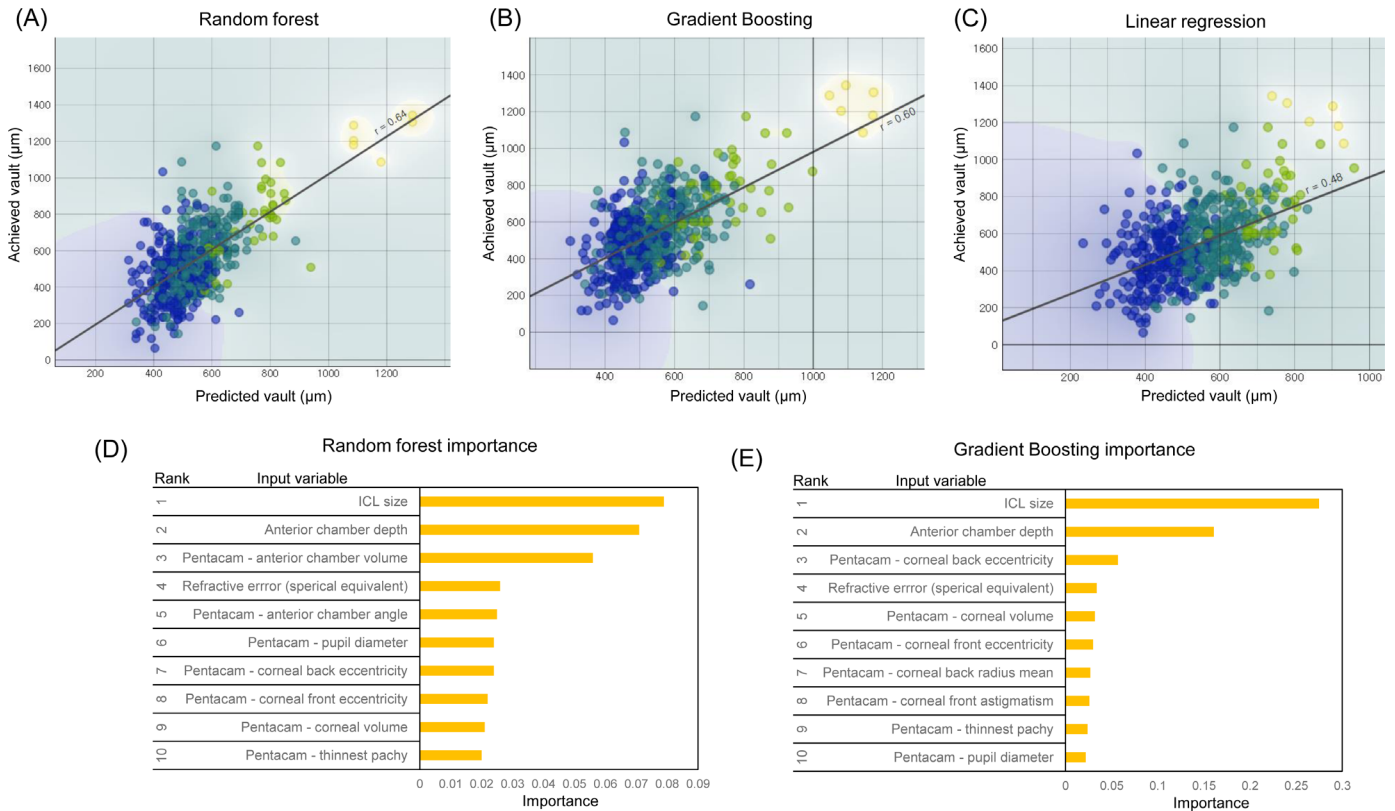 (A)
Random forest
Achieved vault (µm)
1600
1400
1200
1000
800
600
400
200
0
r = 0.64
200 400 600 800 1000 1200
Predicted vault (µm)
(B)
Gradient Boosting
Achieved vault (µm)
1400
1200
1000
800
600
400
200
0
r = 0.60
400 600 800 1000 1200
Predicted vault (µm)
(C)
Linear regression
Achieved vault (µm)
1600
1400
1200
1000
800
600
400
200
0
r = 0.48
200 400 600 800 1000
Predicted vault (µm)
(D)
Random forest importance
Rank Input variable
1 ICL size
2 Anterior chamber depth
3 Pentacam - anterior chamber volume
4 Refractive errror (sperical equivalent)
5 Pentacam - anterior chamber angle
6 Pentacam - pupil diameter
7 Pentacam - corneal back eccentricity
8 Pentacam - corneal front eccentricity
9 Pentacam - corneal volume
10 Pentacam - thinnest pachy
0 0.01 0.02 0.03 0.04 0.05 0.06 0.07 0.08 0.09
Importance
(E)
Gradient Boosting importance
Rank Input variable
1 ICL size
2 Anterior chamber depth
3 Pentacam - corneal back eccentricity
4 Refractive errror (sperical equivalent)
5 Pentacam - corneal volume
6 Pentacam - corneal front eccentricity
7 Pentacam - corneal back radius mean
8 Pentacam - corneal front astigmatism
9 Pentacam - thinnest pachy
10 Pentacam - pupil diameter
0 0.05 0.1 0.15 0.2 0.25 0.3
Importance